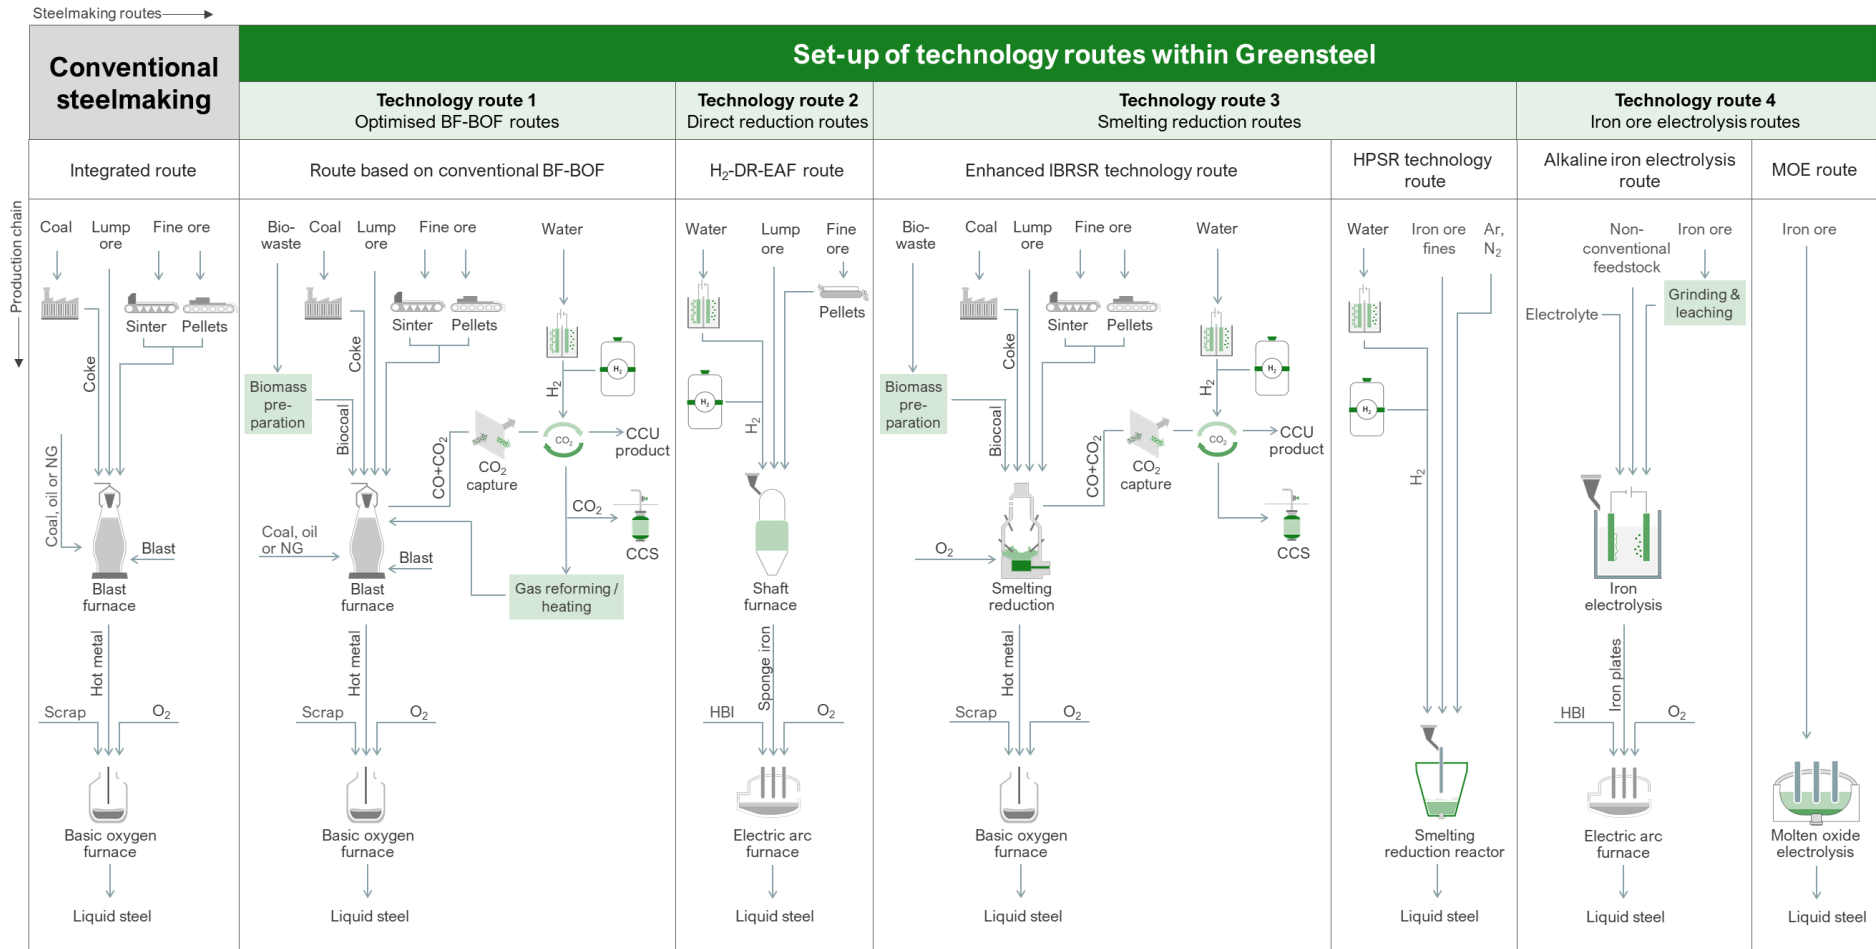 Steelmaking routes
Production chain
Conventional
steelmaking
Set-up of technology routes within Greensteel
Technology route 1
Optimised BF-BOF routes
Technology route 2
Direct reduction routes
Technology route 3
Smelting reduction routes
Technology route 4
Iron ore electrolysis routes
Integrated route
Route based on conventional BF-BOF
H₂-DR-EAF route
Enhanced IBRSR technology route
HPSR technology
route
Alkaline iron electrolysis
route
MOE route
Coal
Lump
ore
Fine ore
Sinter
Pellets
Coke
Coal, oil or NG
Blast
Blast
furnace
Hot metal
Scrap
O₂
Basic oxygen
furnace
Liquid steel
Bio-
waste
Coal
Lump
ore
Fine ore
Water
Sinter
Pellets
Coke
H₂
H₂
Biomass
pre-
paration
Biocoal
CO+CO₂
CO₂
capture
CO₂
CCU
product
CO₂
CCS
Coal, oil
or NG
Blast
Gas reforming /
heating
Blast
furnace
Hot metal
Scrap
O₂
Basic oxygen
furnace
Liquid steel
Water
Lump
ore
Fine
ore
Pellets
H₂
H₂
Shaft
furnace
Sponge iron
HBI
O₂
Electric arc
furnace
Liquid steel
Bio-
waste
Coal
Lump
ore
Fine ore
Water
Sinter
Pellets
Coke
H₂
H₂
Biomass
pre-
paration
Biocoal
CO+CO₂
CO₂
capture
CO₂
CCU
product
CCS
O₂
Smelting
reduction
Hot metal
Scrap
O₂
Basic oxygen
furnace
Liquid steel
Water
Iron ore
fines
Ar,
N₂
H₂
H₂
Smelting
reduction reactor
Liquid steel
Non-
conventional
feedstock
Iron ore
Grinding &
leaching
Electrolyte
Iron
electrolysis
Iron plates
HBI
O₂
Electric arc
furnace
Liquid steel
Iron ore
Molten oxide
electrolysis
Liquid steel